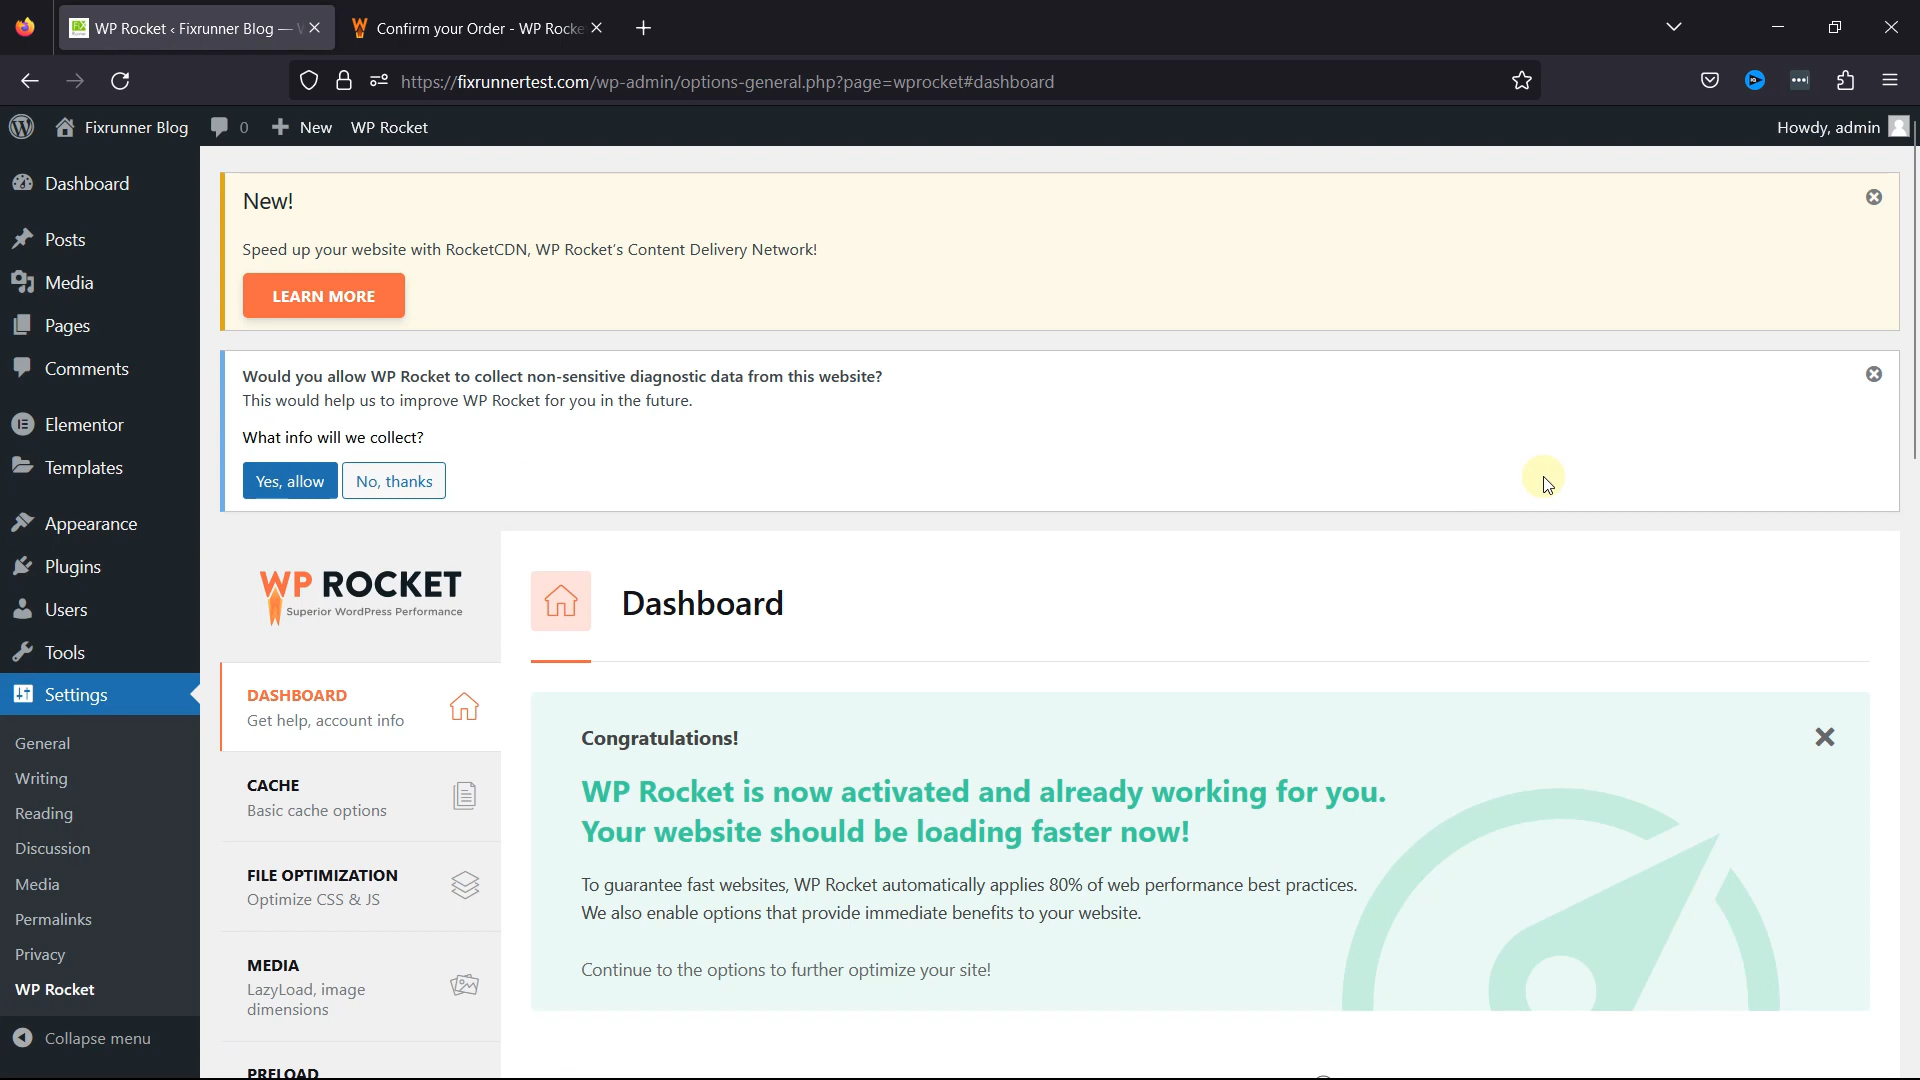 WP Rocket ‹ Fixrunner Blog —
Confirm your Order - WP Rocke
https://fixrunnertest.com/wp-admin/options-general.php?page=wprocket#dashboard
Fixrunner Blog
0
New
WP Rocket
Howdy, admin
Dashboard
Posts
Media
Pages
Comments
Elementor
Templates
Appearance
Plugins
Users
Tools
Settings
General
Writing
Reading
Discussion
Media
Permalinks
Privacy
WP Rocket
Collapse menu
New!
Speed up your website with RocketCDN, WP Rocket's Content Delivery Network!
LEARN MORE
Would you allow WP Rocket to collect non-sensitive diagnostic data from this website?
This would help us to improve WP Rocket for you in the future.
What info will we collect?
Yes, allow
No, thanks
WP ROCKET
Superior WordPress Performance
DASHBOARD
Get help, account info
CACHE
Basic cache options
FILE OPTIMIZATION
Optimize CSS & JS
MEDIA
LazyLoad, image
dimensions
PRELOAD
Dashboard
Congratulations!
WP Rocket is now activated and already working for you.
Your website should be loading faster now!
To guarantee fast websites, WP Rocket automatically applies 80% of web performance best practices.
We also enable options that provide immediate benefits to your website.
Continue to the options to further optimize your site!